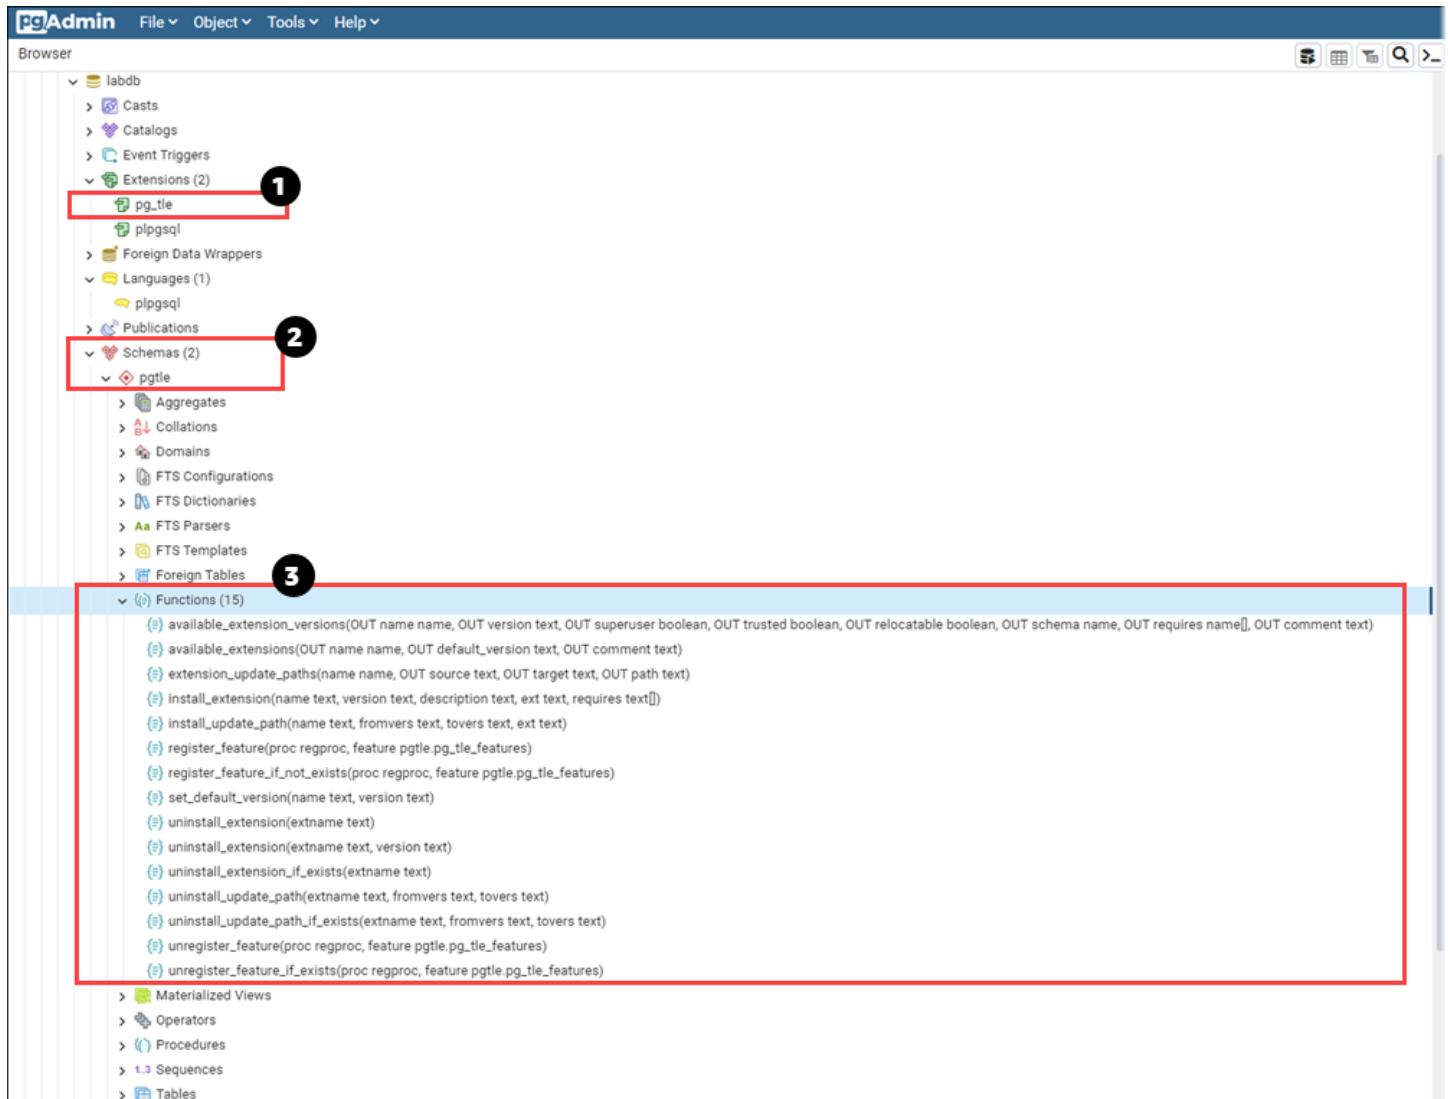 pgAdmin File Object Tools Help
Browser
labdb
Casts
Catalogs
Event Triggers
Extensions (2)
1
pg_tle
plpgsql
Foreign Data Wrappers
Languages (1)
plpgsql
Publications
2
Schemas (2)
pgtle
Aggregates
Collations
Domains
FTS Configurations
FTS Dictionaries
Aa FTS Parsers
FTS Templates
Foreign Tables
3
Functions (15)
available_extension_versions(OUT name name, OUT version text, OUT superuser boolean, OUT trusted boolean, OUT relocatable boolean, OUT schema name, OUT requires name[], OUT comment text)
available_extensions(OUT name name, OUT default_version text, OUT comment text)
extension_update_paths(name name, OUT source text, OUT target text, OUT path text)
install_extension(name text, version text, description text, ext text, requires text[])
install_update_path(name text, fromvers text, tovers text, ext text)
register_feature(proc regproc, feature pgtle.pg_tle_features)
register_feature_if_not_exists(proc regproc, feature pgtle.pg_tle_features)
set_default_version(name text, version text)
uninstall_extension(extname text)
uninstall_extension(extname text, version text)
uninstall_extension_if_exists(extname text)
uninstall_update_path(extname text, fromvers text, tovers text)
uninstall_update_path_if_exists(extname text, fromvers text, tovers text)
unregister_feature(proc regproc, feature pgtle.pg_tle_features)
unregister_feature_if_exists(proc regproc, feature pgtle.pg_tle_features)
Materialized Views
Operators
Procedures
1..3 Sequences
Tables